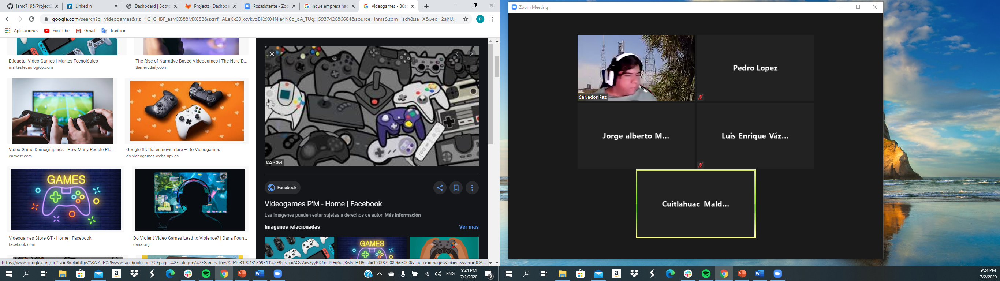 jamc7196/Project2
LinkedIn
Dashboard | Bootc
Projects · Dashboa
Posasistente - Zoo
nque empresa hac
videogames - Bús
google.com/search?q=videogames&rlz=1C1CHBF_esMX888MX888&sxsrf=ALeKk03jxcvkvdBKcX04Nja4N6q_oA_TUg:1593742686684&source=lnms&tbm=isch&sa=X&ved=2ahU...
P
Aplicaciones
YouTube
Gmail
Traducir
Etiqueta: Video Games | Martes Tecnológico
martestecnologico.com
The Rise of Narrative-Based Videogames | The Nerd D...
thenerddaily.com
Video Game Demographics - How Many People Pla...
earnest.com
Google Stadia en noviembre – Do Videogames
do-videogames.webs.upv.es
GAMES
Videogames Store GT - Home | Facebook
facebook.com
Do Violent Video Games Lead to Violence? | Dana Foun...
dana.org
652 × 364
Facebook
Videogames P'M - Home | Facebook
Las imágenes pueden estar sujetas a derechos de autor. Más información
Imágenes relacionadas
Ver más
GAMES
https://www.google.com/url?sa=i&url=https%3A%2F%2Fwww.facebook.com%2Fpages%2Fcategory%2FGames-Toys%2F103190431359311%2F&psig=AOvVaw3yyRD1n2PrFg6uLRwlysH1&ust=1593829089663000&source=images&cd=vfe&ved=0CA...
ENG
9:24 PM
7/2/2020
3
Zoom Meeting
Salvador Paz
Pedro Lopez
Jorge alberto M...
Luis Enrique Váz...
Cuitlahuac Mald...
9:24 PM
7/2/2020